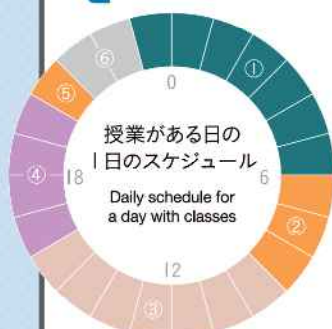 ⑥
①
0
⑤
授業がある日の
1日のスケジュール
④
18
6
Daily schedule for
a day with classes
②
12
③